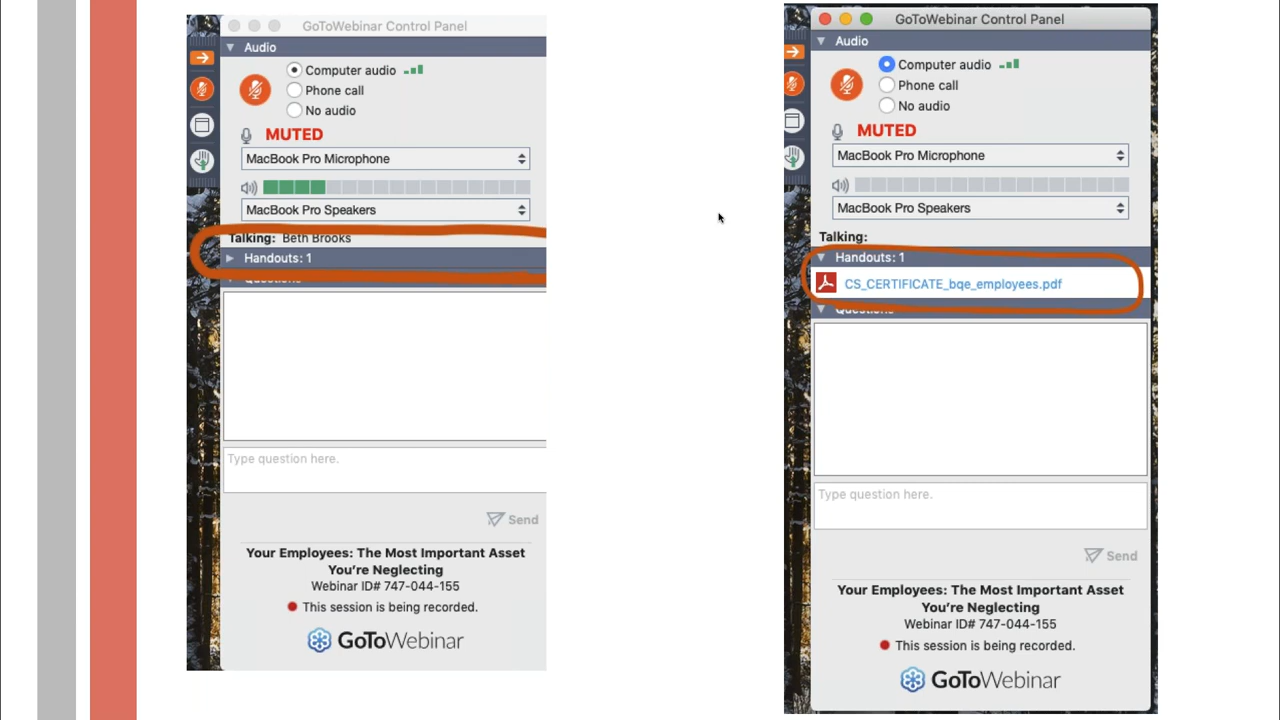 GoToWebinar Control Panel
Audio
Computer audio
Phone call
No audio
MUTED
MacBook Pro Microphone
MacBook Pro Speakers
Talking: Beth Brooks
Handouts: 1
Questions
Type question here.
Send
Your Employees: The Most Important Asset
You're Neglecting
Webinar ID# 747-044-155
This session is being recorded.
GoToWebinar
GoToWebinar Control Panel
Audio
Computer audio
Phone call
No audio
MUTED
MacBook Pro Microphone
MacBook Pro Speakers
Talking:
Handouts: 1
CS_CERTIFICATE_bqe_employees.pdf
Questions
Type question here.
Send
Your Employees: The Most Important Asset
You're Neglecting
Webinar ID# 747-044-155
This session is being recorded.
GoToWebinar